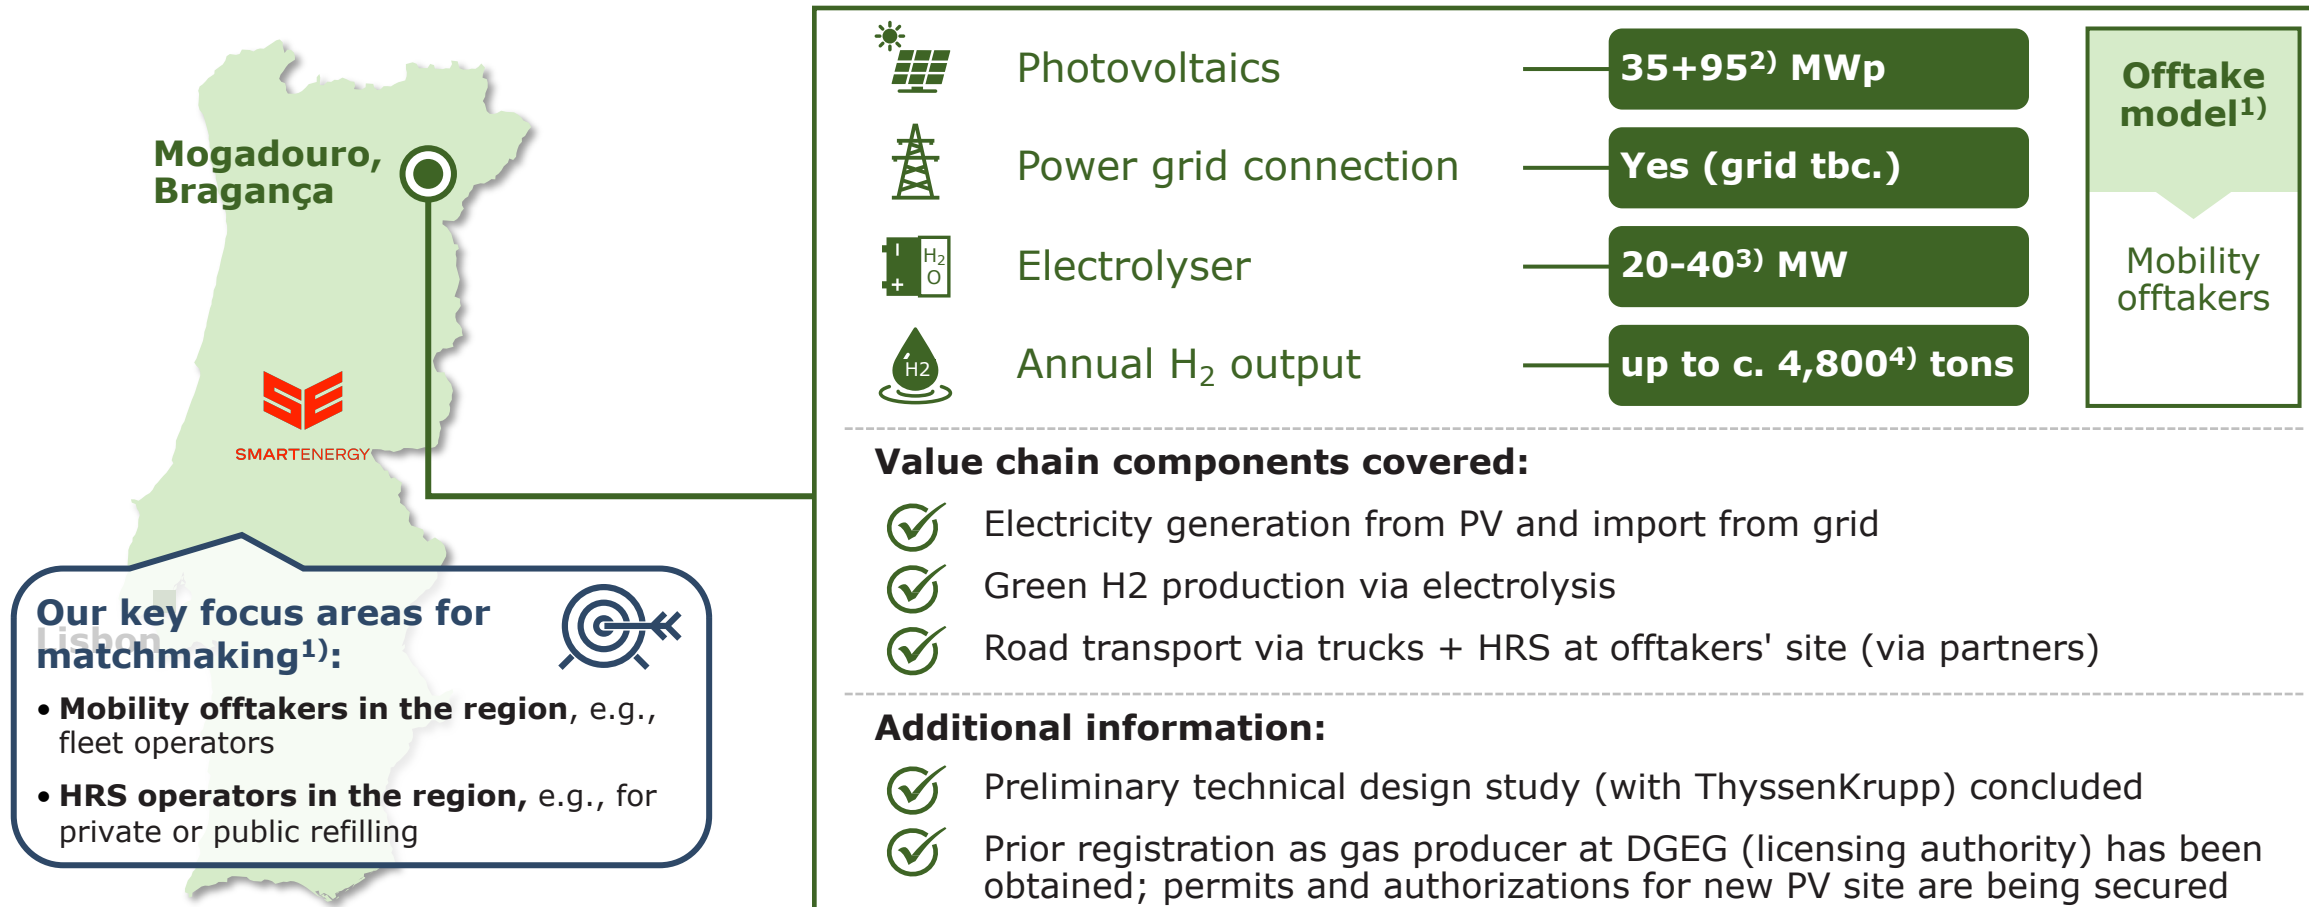 Mogadouro,
Bragança
SMARTENERGY
Lisbon
Our key focus areas for
matchmaking1):
• Mobility offtakers in the region, e.g.,
fleet operators
• HRS operators in the region, e.g., for
private or public refilling
Photovoltaics
35+952) MWp
Power grid connection
Yes (grid tbc.)
H2
O
Electrolyser
20-403) MW
H2
Annual H2 output
up to c. 4,8004) tons
Offtake
model1)
Mobility
offtakers
Value chain components covered:
Electricity generation from PV and import from grid
Green H2 production via electrolysis
Road transport via trucks + HRS at offtakers' site (via partners)
Additional information:
Preliminary technical design study (with ThyssenKrupp) concluded
Prior registration as gas producer at DGEG (licensing authority) has been
obtained; permits and authorizations for new PV site are being secured